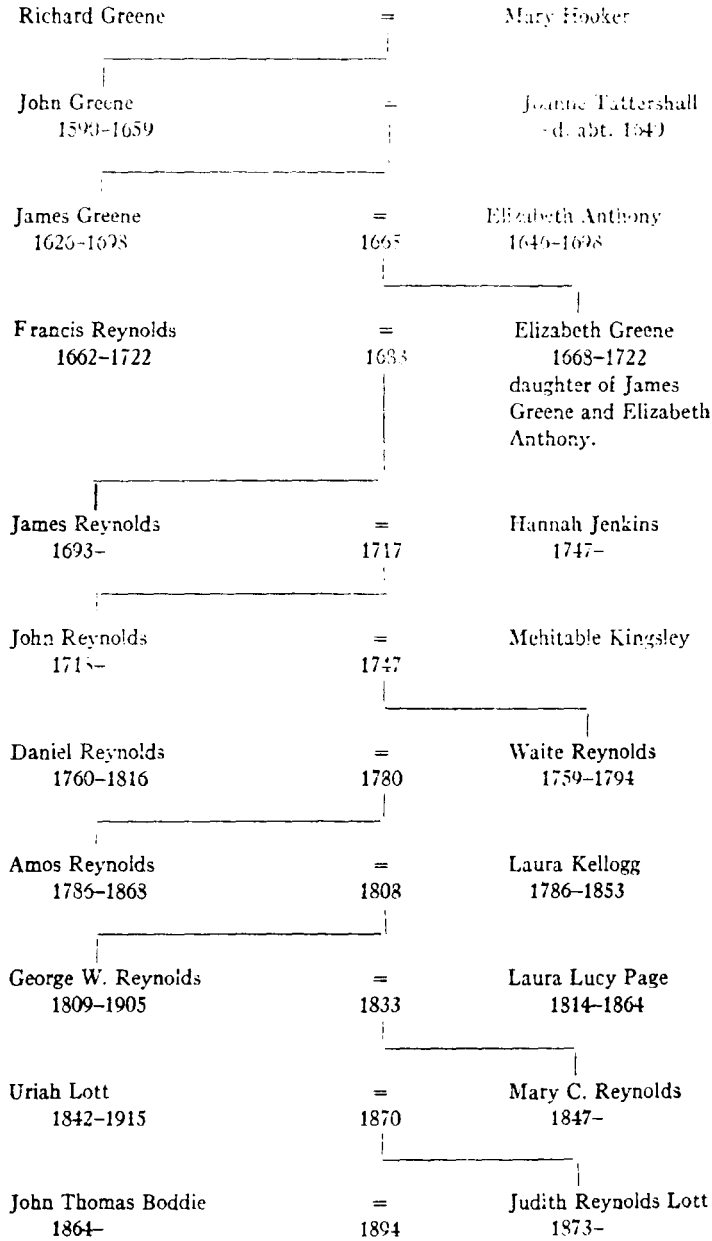 Richard Greene = Mary Hooker
John Greene = Joanne Tattershall
1590–1659 d. abt. 1640
James Greene = Elizabeth Anthony
1626–1698 1665 1646–1698
Francis Reynolds = Elizabeth Greene
1662–1722 1688 1668–1722
daughter of James
Greene and Elizabeth
Anthony.
James Reynolds = Hannah Jenkins
1693– 1717 1747–
John Reynolds = Mehitable Kingsley
1747
Daniel Reynolds = Waite Reynolds
1760–1816 1780 1759–1794
Amos Reynolds = Laura Kellogg
1786–1868 1808 1786–1853
George W. Reynolds = Laura Lucy Page
1809–1905 1833 1814–1864
Uriah Lott = Mary C. Reynolds
1842–1915 1870 1847–
John Thomas Boddie = Judith Reynolds Lott
1864– 1894 1873–